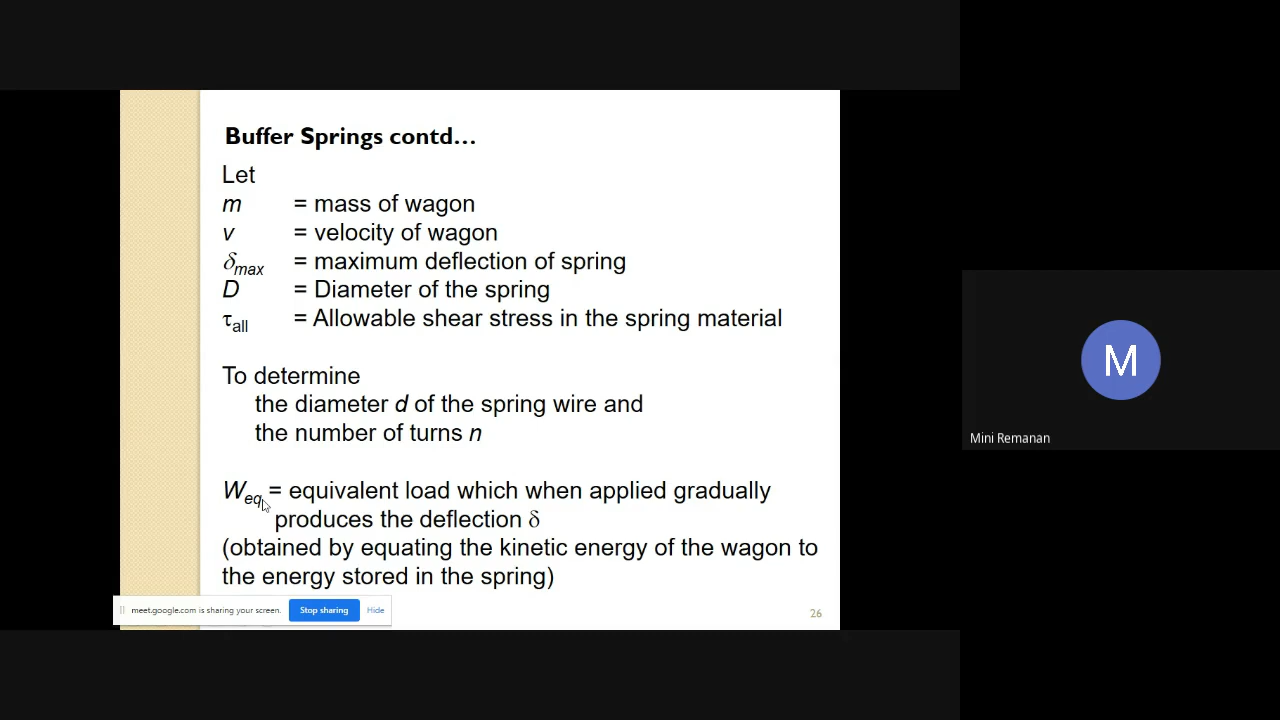 Buffer Springs contd...
Let
m = mass of wagon
v = velocity of wagon
δmax = maximum deflection of spring
D = Diameter of the spring
τall = Allowable shear stress in the spring material
To determine
the diameter d of the spring wire and
the number of turns n
Weq = equivalent load which when applied gradually
produces the deflection δ
(obtained by equating the kinetic energy of the wagon to
the energy stored in the spring)
meet.google.com is sharing your screen. Stop sharing Hide
26
M
Mini Remanan